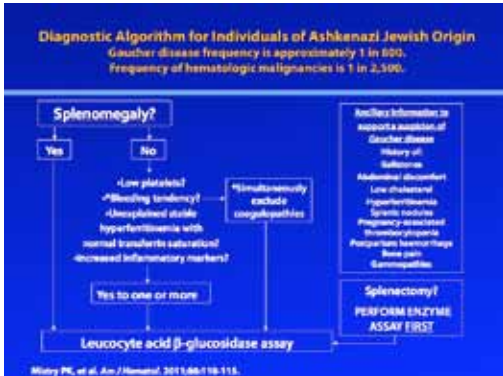 Diagnostic Algorithm for Individuals of Ashkenazi Jewish Origin
Gaucher disease frequency is approximately 1 in 800.
Frequency of hematologic malignancies is 1 in 2,500.
Splenomegaly?
Yes
No
•Low platelets?
•*Bleeding tendency?
•Unexplained stable
hyperferritinemia with
normal transferrin saturation?
•Increased inflammatory markers?
*Simultaneously
exclude
coagulopathies
Yes to one or more
Leucocyte acid β-glucosidase assay
Ancillary Information to
support a suspicion of
Gaucher disease
History of:
Gallstones
Abdominal discomfort
Low cholesterol
Hyperferritinemia
Splenic nodules
Pregnancy-associated
thrombocytopenia
Postpartum haemorrhage
Bone pain
Gammopathies
Splenectomy?
PERFORM ENZYME
ASSAY FIRST
Mistry PK, et al. Am J Hematol. 2011;86:110-115.